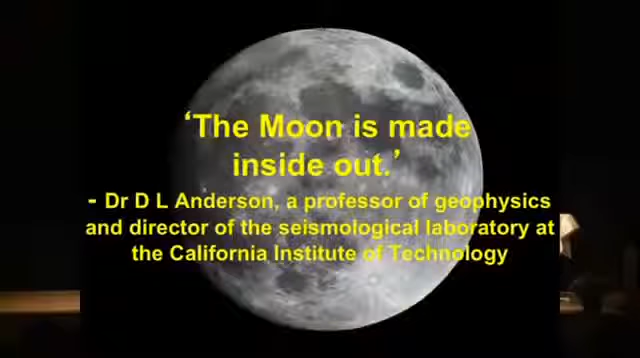 ‘The Moon is made
inside out.’
- Dr D L Anderson, a professor of geophysics
and director of the seismological laboratory at
the California Institute of Technology